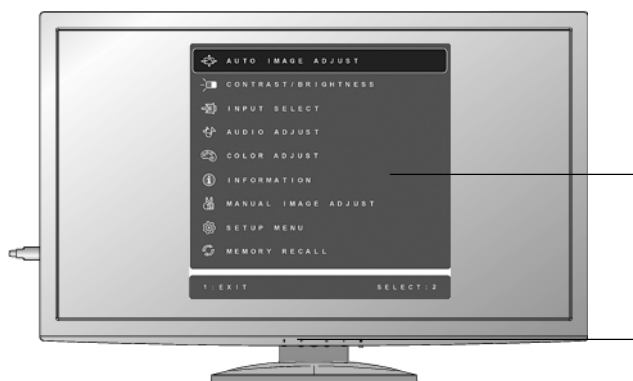 AUTO IMAGE ADJUST
CONTRAST/BRIGHTNESS
INPUT SELECT
AUDIO ADJUST
COLOR ADJUST
INFORMATION
MANUAL IMAGE ADJUST
SETUP MENU
MEMORY RECALL
1:EXIT SELECT:2